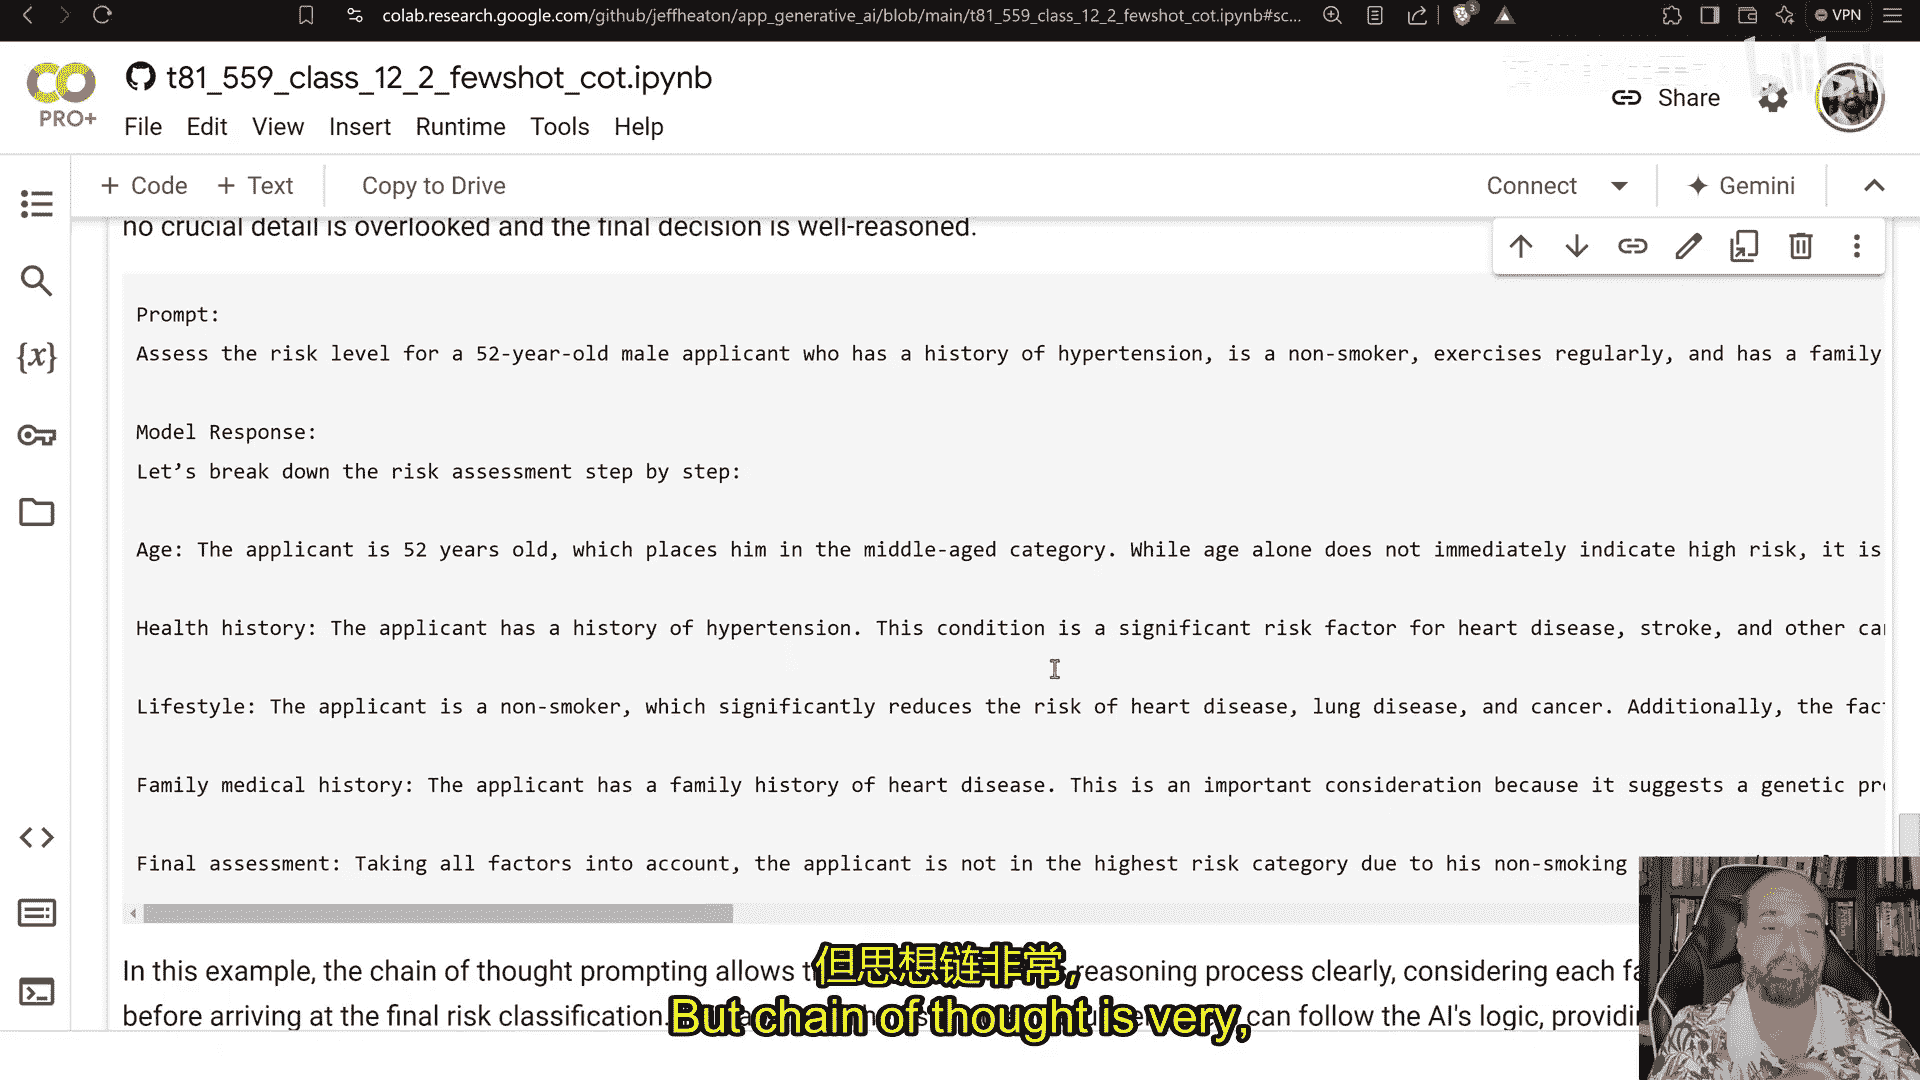 colab.research.google.com/github/jeffheaton/app_generative_ai/blob/main/t81_559_class_12_2_fewshot_cot.ipynb#sc...
3
VPN
t81_559_class_12_2_fewshot_cot.ipynb
PRO+
File Edit View Insert Runtime Tools Help
Share
+ Code + Text Copy to Drive
Connect
Gemini
no crucial detail is overlooked and the final decision is well-reasoned.
Prompt:
Assess the risk level for a 52-year-old male applicant who has a history of hypertension, is a non-smoker, exercises regularly, and has a family
Model Response:
Let’s break down the risk assessment step by step:
Age: The applicant is 52 years old, which places him in the middle-aged category. While age alone does not immediately indicate high risk, it is
Health history: The applicant has a history of hypertension. This condition is a significant risk factor for heart disease, stroke, and other
Lifestyle: The applicant is a non-smoker, which significantly reduces the risk of heart disease, lung disease, and cancer. Additionally, the
Family medical history: The applicant has a family history of heart disease. This is an important consideration because it suggests a genetic
Final assessment: Taking all factors into account, the applicant is not in the highest risk category due to his non-smoking
In this example, the chain of thought prompting allows reasoning process clearly, considering each
before arriving at the final risk classification. can follow the AI's logic,
但思想链非常,
But chain of thought is very,